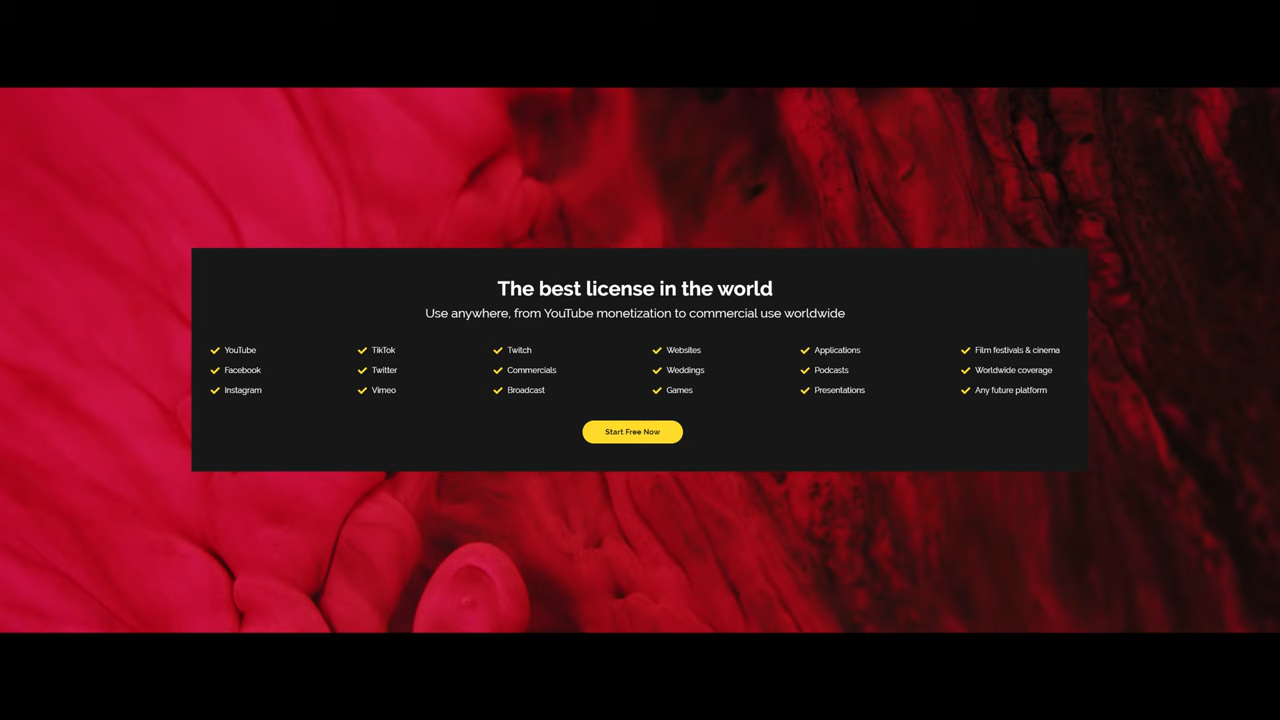 The best license in the world
Use anywhere, from YouTube monetization to commercial use worldwide
YouTube
Facebook
Instagram
TikTok
Twitter
Vimeo
Twitch
Commercials
Broadcast
Websites
Weddings
Games
Applications
Podcasts
Presentations
Film festivals & cinema
Worldwide coverage
Any future platform
Start Free Now